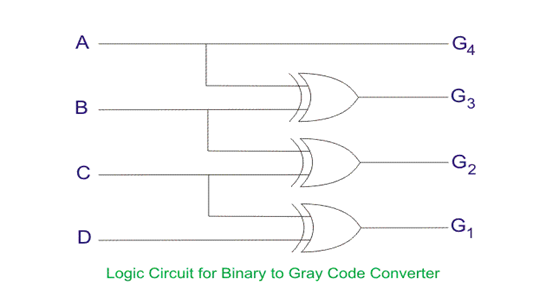 A G4
B G3
C G2
D G1
Logic Circuit for Binary to Gray Code Converter